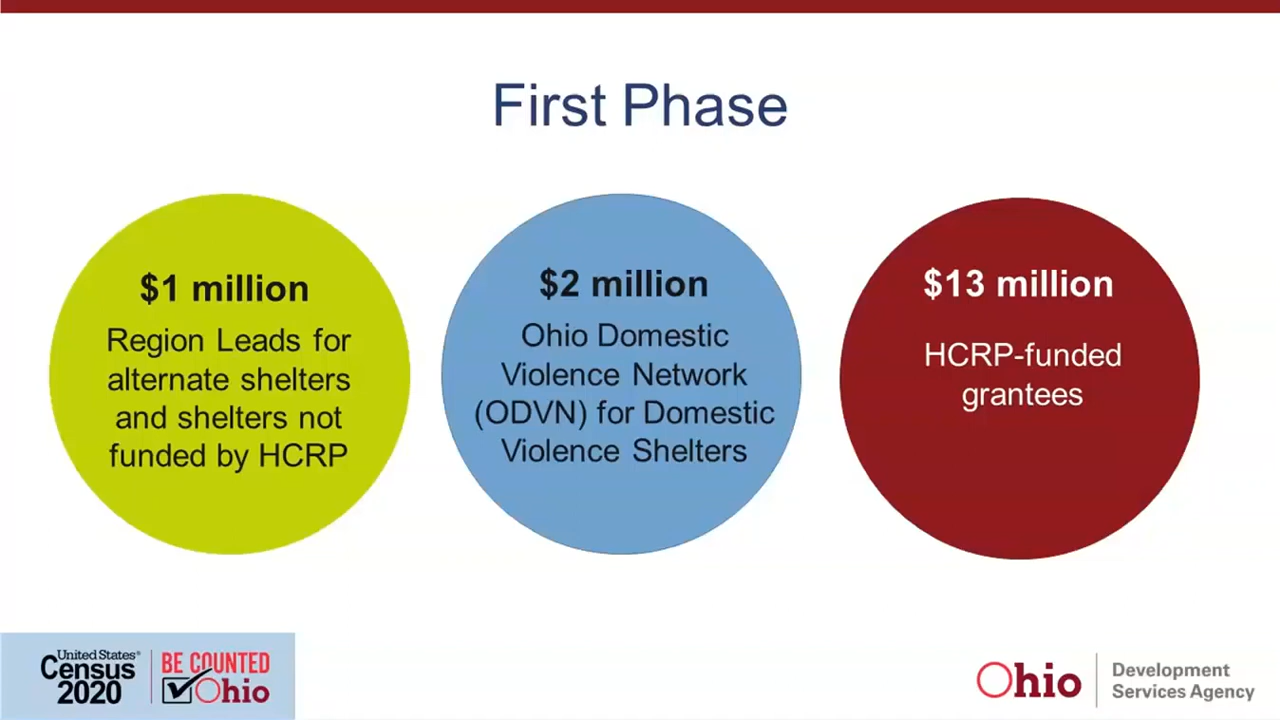 First Phase
$1 million
Region Leads for
alternate shelters
and shelters not
funded by HCRP
$2 million
Ohio Domestic
Violence Network
(ODVN) for Domestic
Violence Shelters
$13 million
HCRP-funded
grantees
United States®
Census
2020
BE COUNTED
Ohio
Ohio
Development
Services Agency